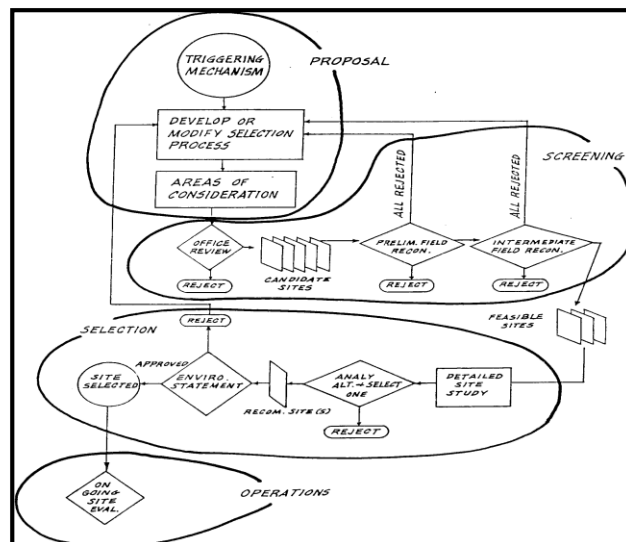 TRIGGERING
MECHANISM
PROPOSAL
DEVELOP OR
MODIFY SELECTION
PROCESS
AREAS OF
CONSIDERATION
SCREENING
ALL REJECTED
ALL REJECTED
OFFICE
REVIEW
REJECT
CANDIDATE
SITES
PRELIM. FIELD
RECON.
REJECT
INTERMEDIATE
FIELD RECON.
REJECT
FEASIBLE
SITES
SELECTION
REJECT
SITE
SELECTED
APPROVED
ENVIRO.
STATEMENT
RECOM. SITE(S)
ANALY
ALT. + SELECT
ONE
REJECT
DETAILED
SITE
STUDY
ON
GOING
SITE
EVAL.
OPERATIONS